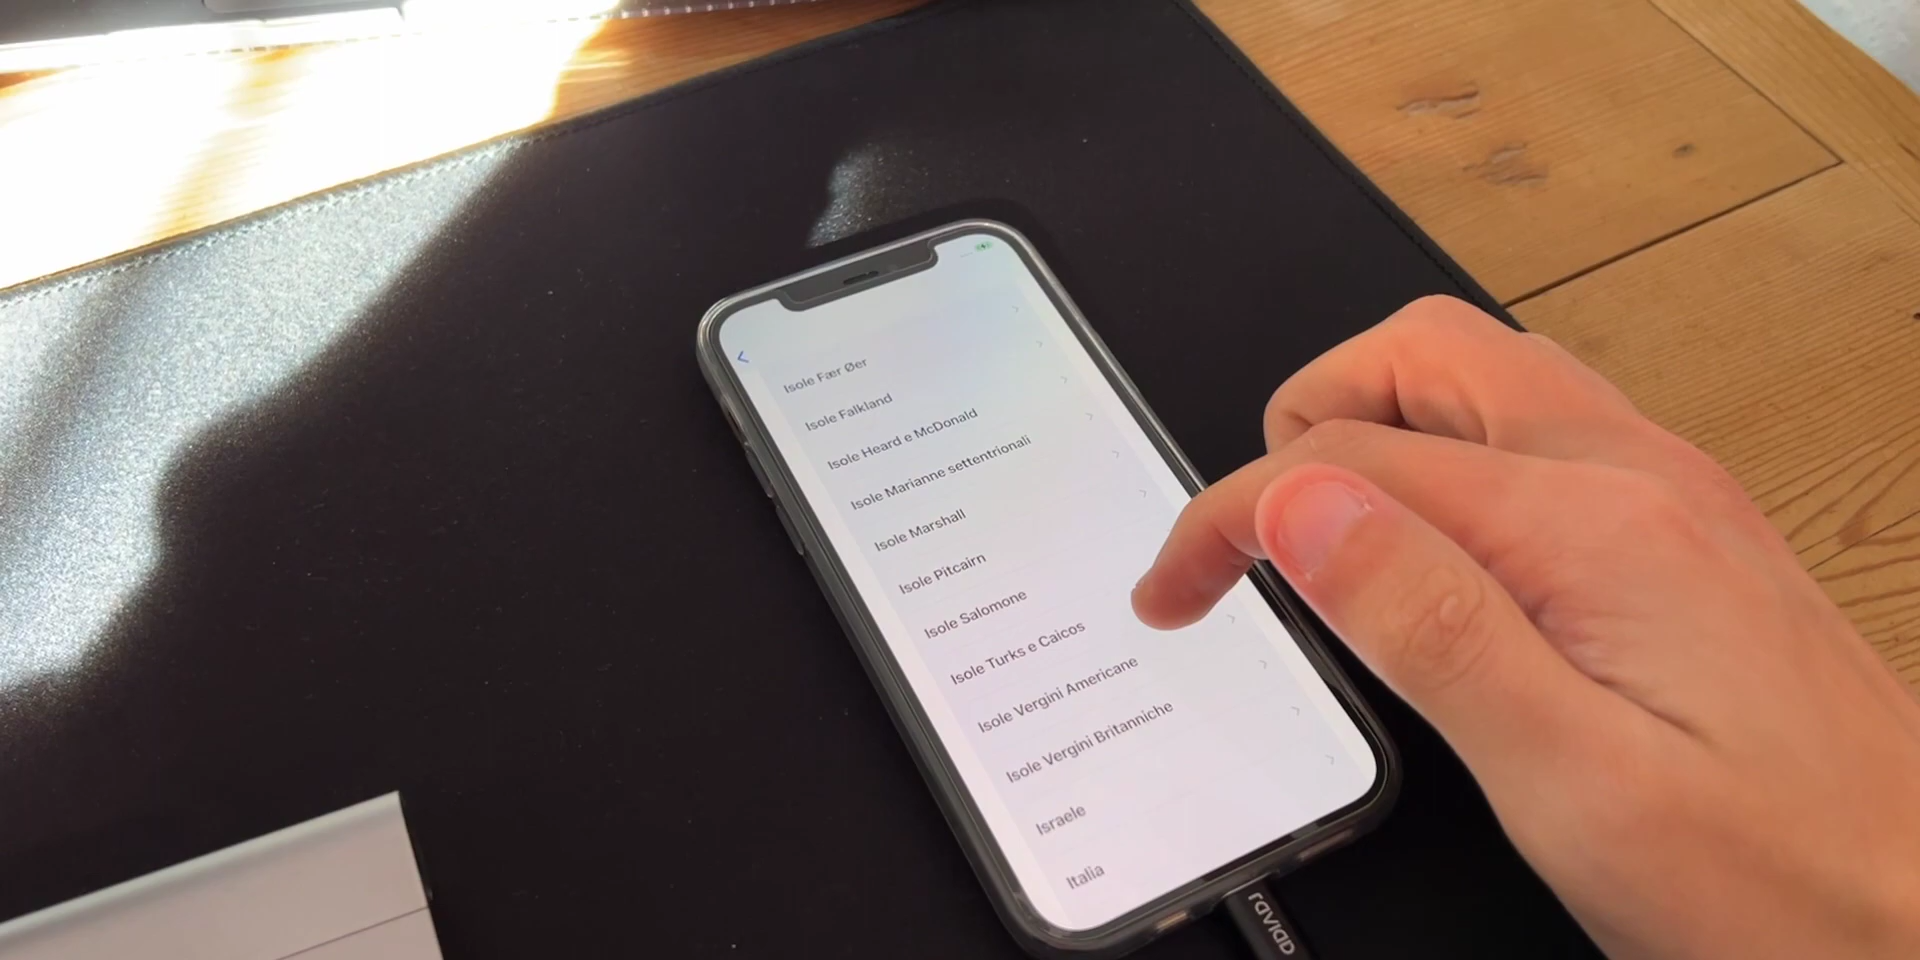 Isole Fær Øer
Isole Falkland
Isole Heard e McDonald
Isole Marianne settentrionali
Isole Marshall
Isole Pitcairn
Isole Salomone
Isole Turks e Caicos
Isole Vergini Americane
Isole Vergini Britanniche
Israele
Italia
raviad